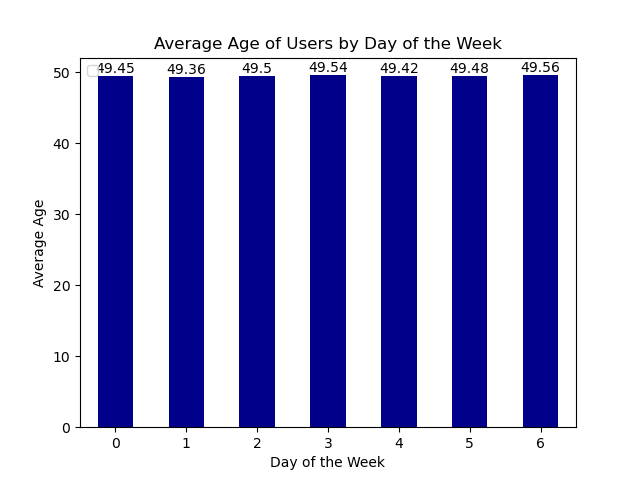 Average Age of Users by Day of the Week
49.45 49.36 49.5 49.54 49.42 49.48 49.56
50
40
30
20
10
0
Average Age
0 1 2 3 4 5 6
Day of the Week